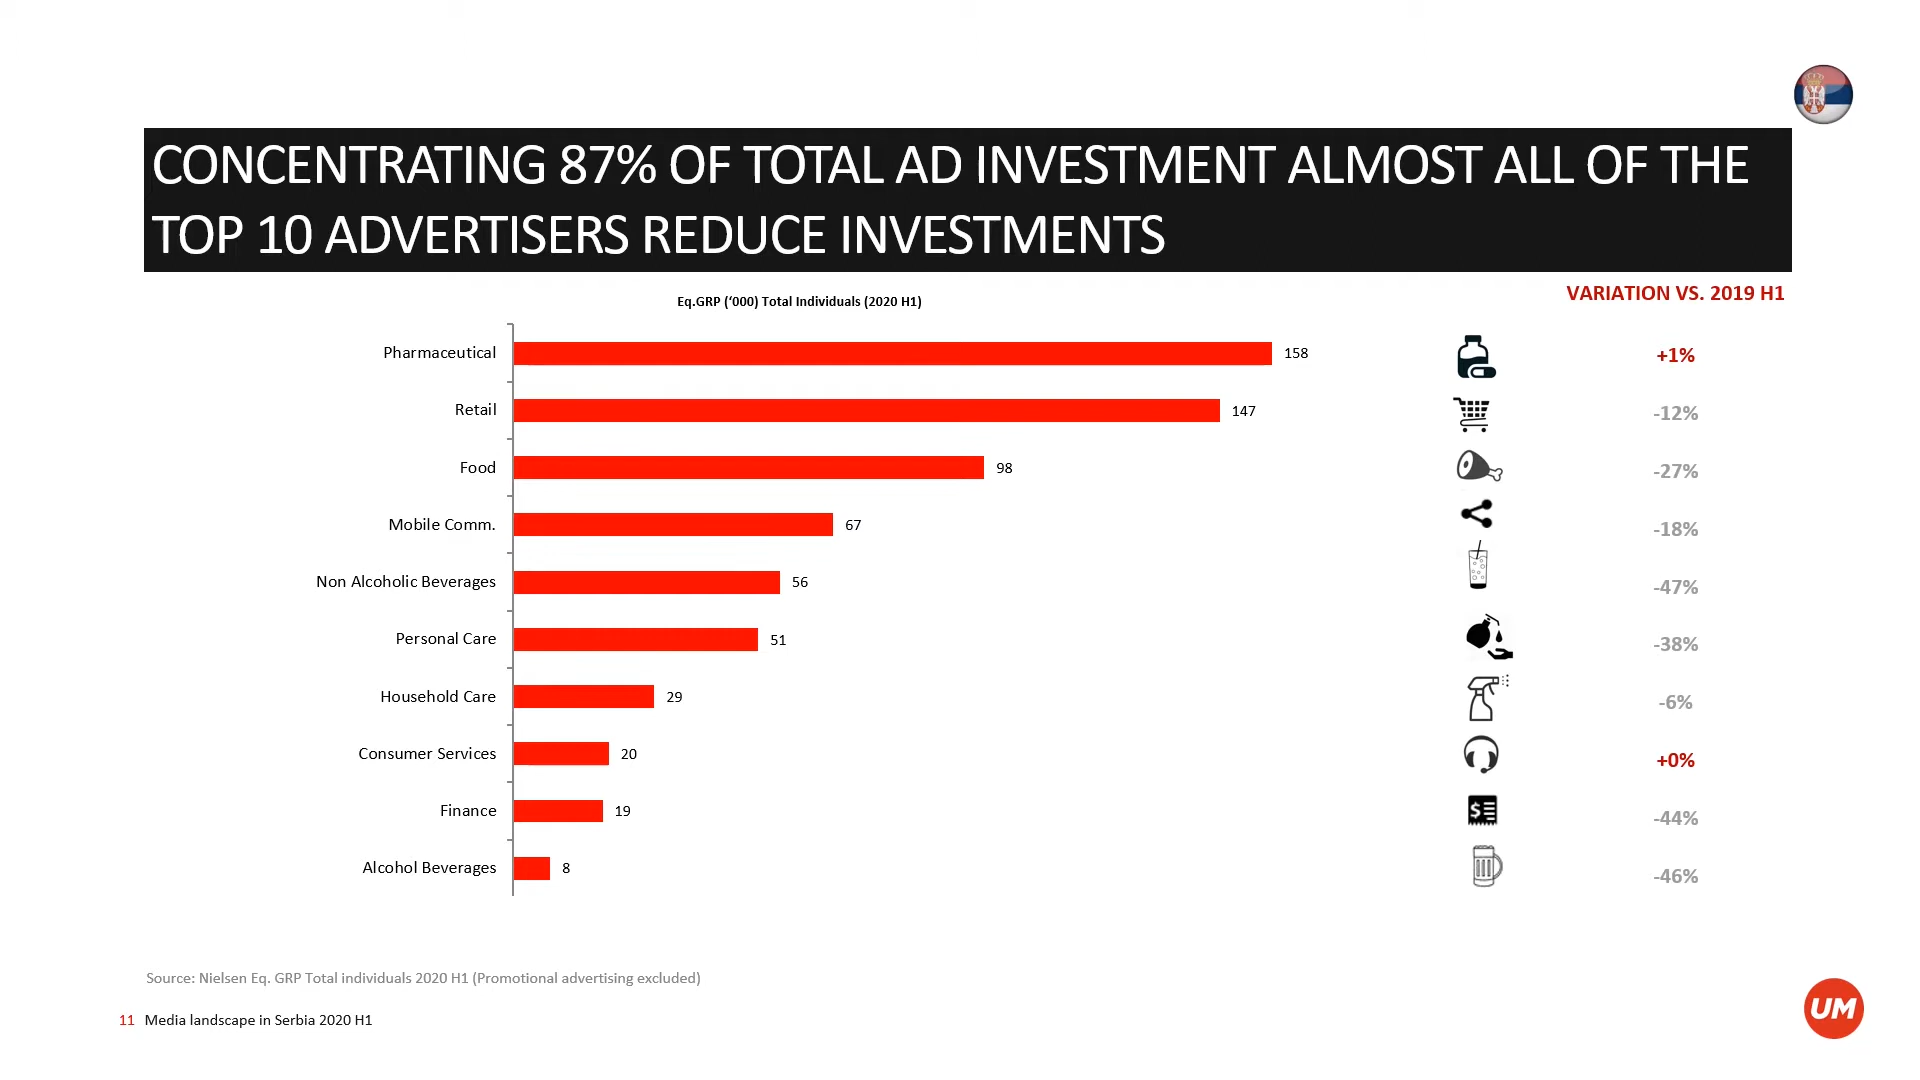 CONCENTRATING 87% OF TOTAL AD INVESTMENT ALMOST ALL OF THE
TOP 10 ADVERTISERS REDUCE INVESTMENTS
Eq.GRP (‘000) Total Individuals (2020 H1)
VARIATION VS. 2019 H1
Pharmaceutical 158 +1%
Retail 147 -12%
Food 98 -27%
Mobile Comm. 67 -18%
Non Alcoholic Beverages 56 -47%
Personal Care 51 -38%
Household Care 29 -6%
Consumer Services 20 +0%
Finance 19 -44%
Alcohol Beverages 8 -46%
Source: Nielsen Eq. GRP Total individuals 2020 H1 (Promotional advertising excluded)
11 Media landscape in Serbia 2020 H1
UM